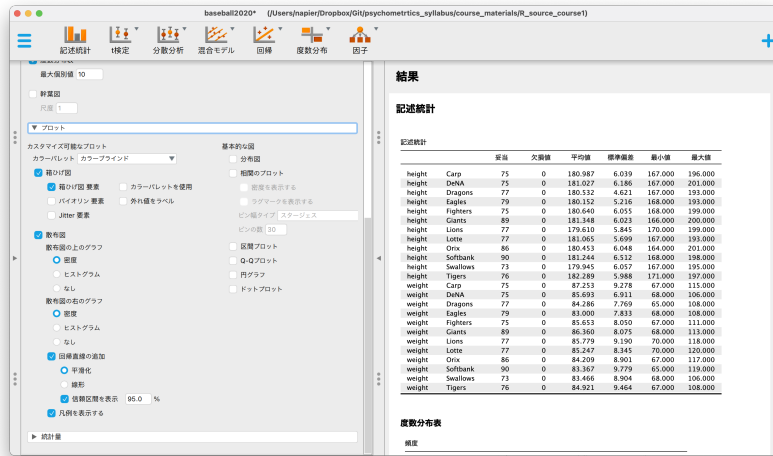 baseball2020* (/Users/napier/Dropbox/Git/psychometrtics_syllabus/course_materials/R_source_course1)
記述統計 t検定 分散分析 混合モデル 回帰 度数分布 因子
度数分布表
最大個別値 10
幹葉図
尺度 1
▼ プロット
カスタマイズ可能なプロット
カラーパレット カラーブラインド ▼
箱ひげ図
箱ひげ図 要素 カラーパレットを使用
バイオリン 要素 外れ値をラベル
Jitter 要素
散布図
散布図の上のグラフ
密度
ヒストグラム
なし
散布図の右のグラフ
密度
ヒストグラム
なし
回帰直線の追加
平滑化
線形
信頼区間を表示 95.0 %
凡例を表示する
基本的な図
分布図
相関のプロット
密度を表示する
ラグマークを表示する
ビン幅タイプ スタージェス
ビンの数 30
区間プロット
Q-Qプロット
円グラフ
ドットプロット
▶ 統計量
結果
記述統計
記述統計
妥当 欠損値 平均値 標準偏差 最小値 最大値
height Carp 75 0 180.987 6.039 167.000 196.000
height DeNA 75 0 181.027 6.186 167.000 201.000
height Dragons 77 0 180.532 4.621 167.000 193.000
height Eagles 79 0 180.152 5.216 168.000 193.000
height Fighters 75 0 180.640 6.055 168.000 199.000
height Giants 89 0 181.348 6.023 166.000 200.000
height Lions 77 0 179.610 5.845 170.000 199.000
height Lotte 77 0 181.065 5.699 167.000 193.000
height Orix 86 0 180.453 6.048 164.000 201.000
height Softbank 90 0 181.244 6.512 168.000 198.000
height Swallows 73 0 179.945 6.057 167.000 195.000
height Tigers 76 0 182.289 5.988 171.000 197.000
weight Carp 75 0 87.253 9.278 67.000 115.000
weight DeNA 75 0 85.693 6.911 68.000 106.000
weight Dragons 77 0 84.286 7.769 65.000 108.000
weight Eagles 79 0 83.000 7.833 68.000 108.000
weight Fighters 75 0 85.653 8.050 67.000 111.000
weight Giants 89 0 86.360 8.075 68.000 113.000
weight Lions 77 0 85.779 9.190 70.000 118.000
weight Lotte 77 0 85.247 8.345 70.000 120.000
weight Orix 86 0 84.209 8.901 67.000 117.000
weight Softbank 90 0 83.367 9.779 65.000 119.000
weight Swallows 73 0 83.466 8.904 68.000 106.000
weight Tigers 76 0 84.921 9.464 67.000 108.000
度数分布表
頻度